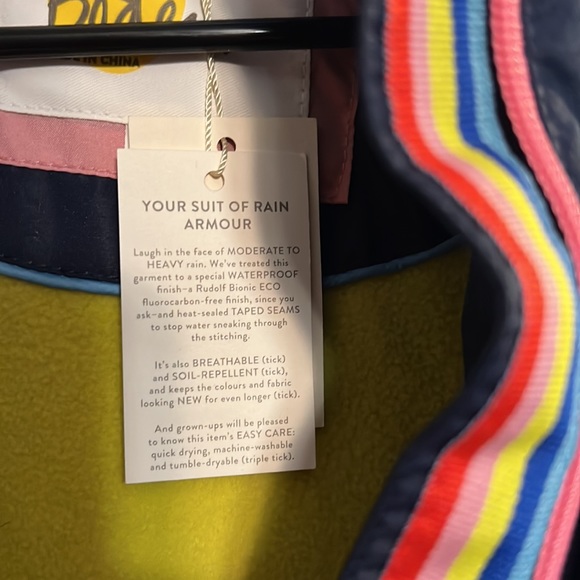 IN CHINA
YOUR SUIT OF RAIN
ARMOUR
Laugh in the face of MODERATE TO
HEAVY rain. We've treated this
garment to a special WATERPROOF
finish–a Rudolf Bionic ECO
fluorocarbon-free finish, since you
ask–and heat-sealed TAPED SEAMS
to stop water sneaking through
the stitching.
It's also BREATHABLE (tick)
and SOIL-REPELLENT (tick),
and keeps the colours and fabric
looking NEW for even longer (tick).
And grown-ups will be pleased
to know this item's EASY CARE:
quick drying, machine-washable
and tumble-dryable (triple tick).